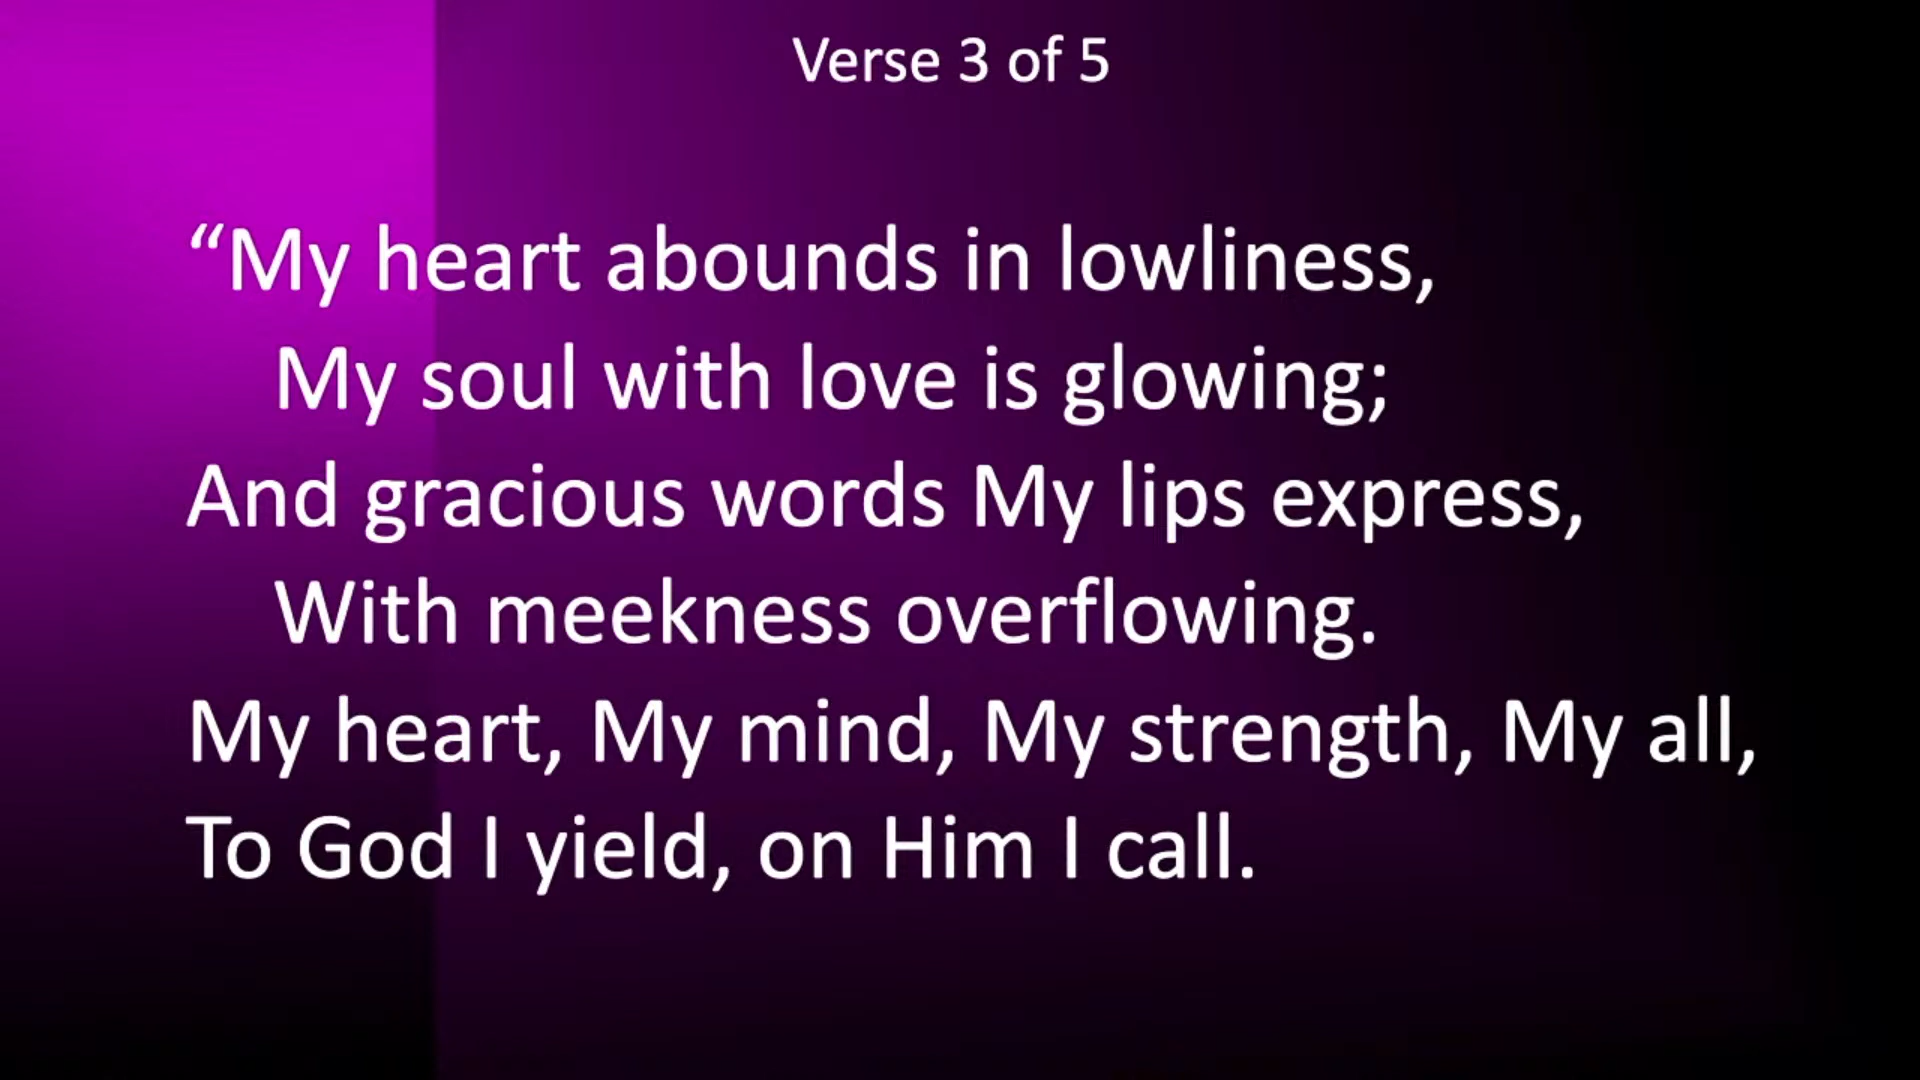 Verse 3 of 5
“My heart abounds in lowliness,
My soul with love is glowing;
And gracious words My lips express,
With meekness overflowing.
My heart, My mind, My strength, My all,
To God I yield, on Him I call.